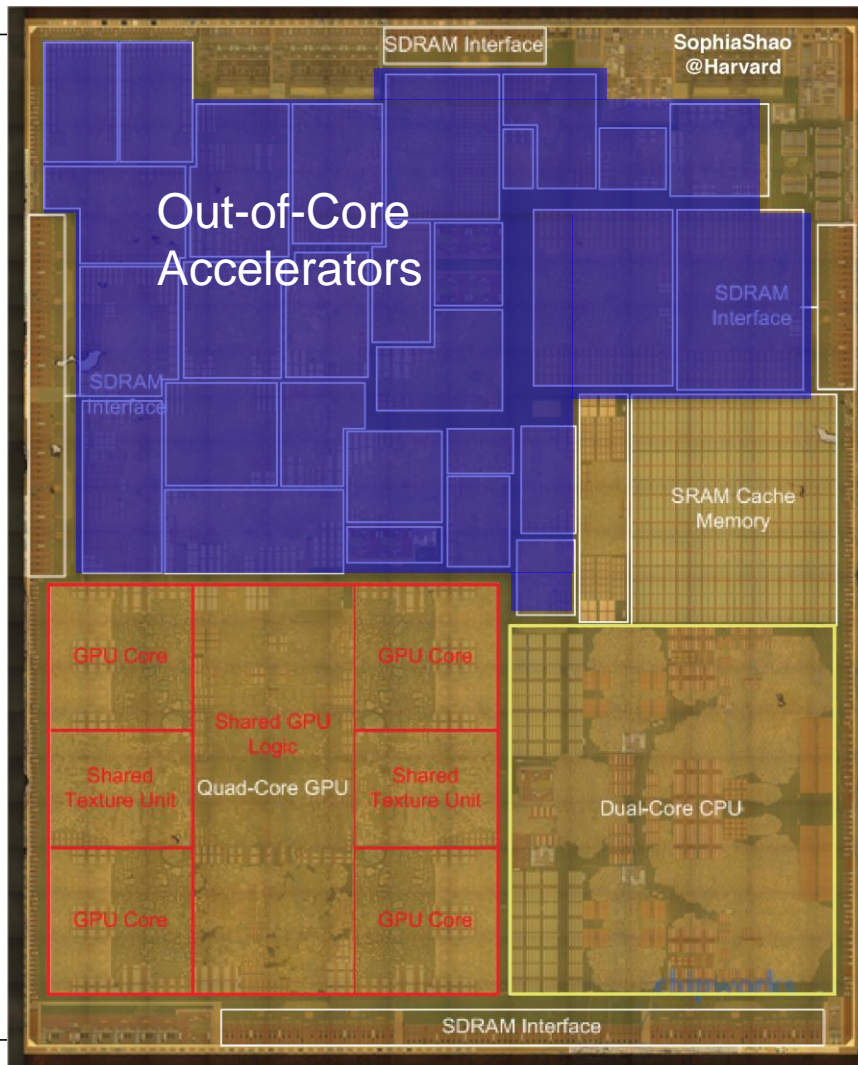 SDRAM Interface
SophiaShao
@Harvard
Out-of-Core
Accelerators
SDRAM
Interface
SDRAM
Interface
SRAM Cache
Memory
GPU Core
GPU Core
Shared GPU
Logic
Shared
Texture Unit
Quad-Core GPU
Shared
Texture Unit
Dual-Core CPU
GPU Core
GPU Core
chipworks
SDRAM Interface